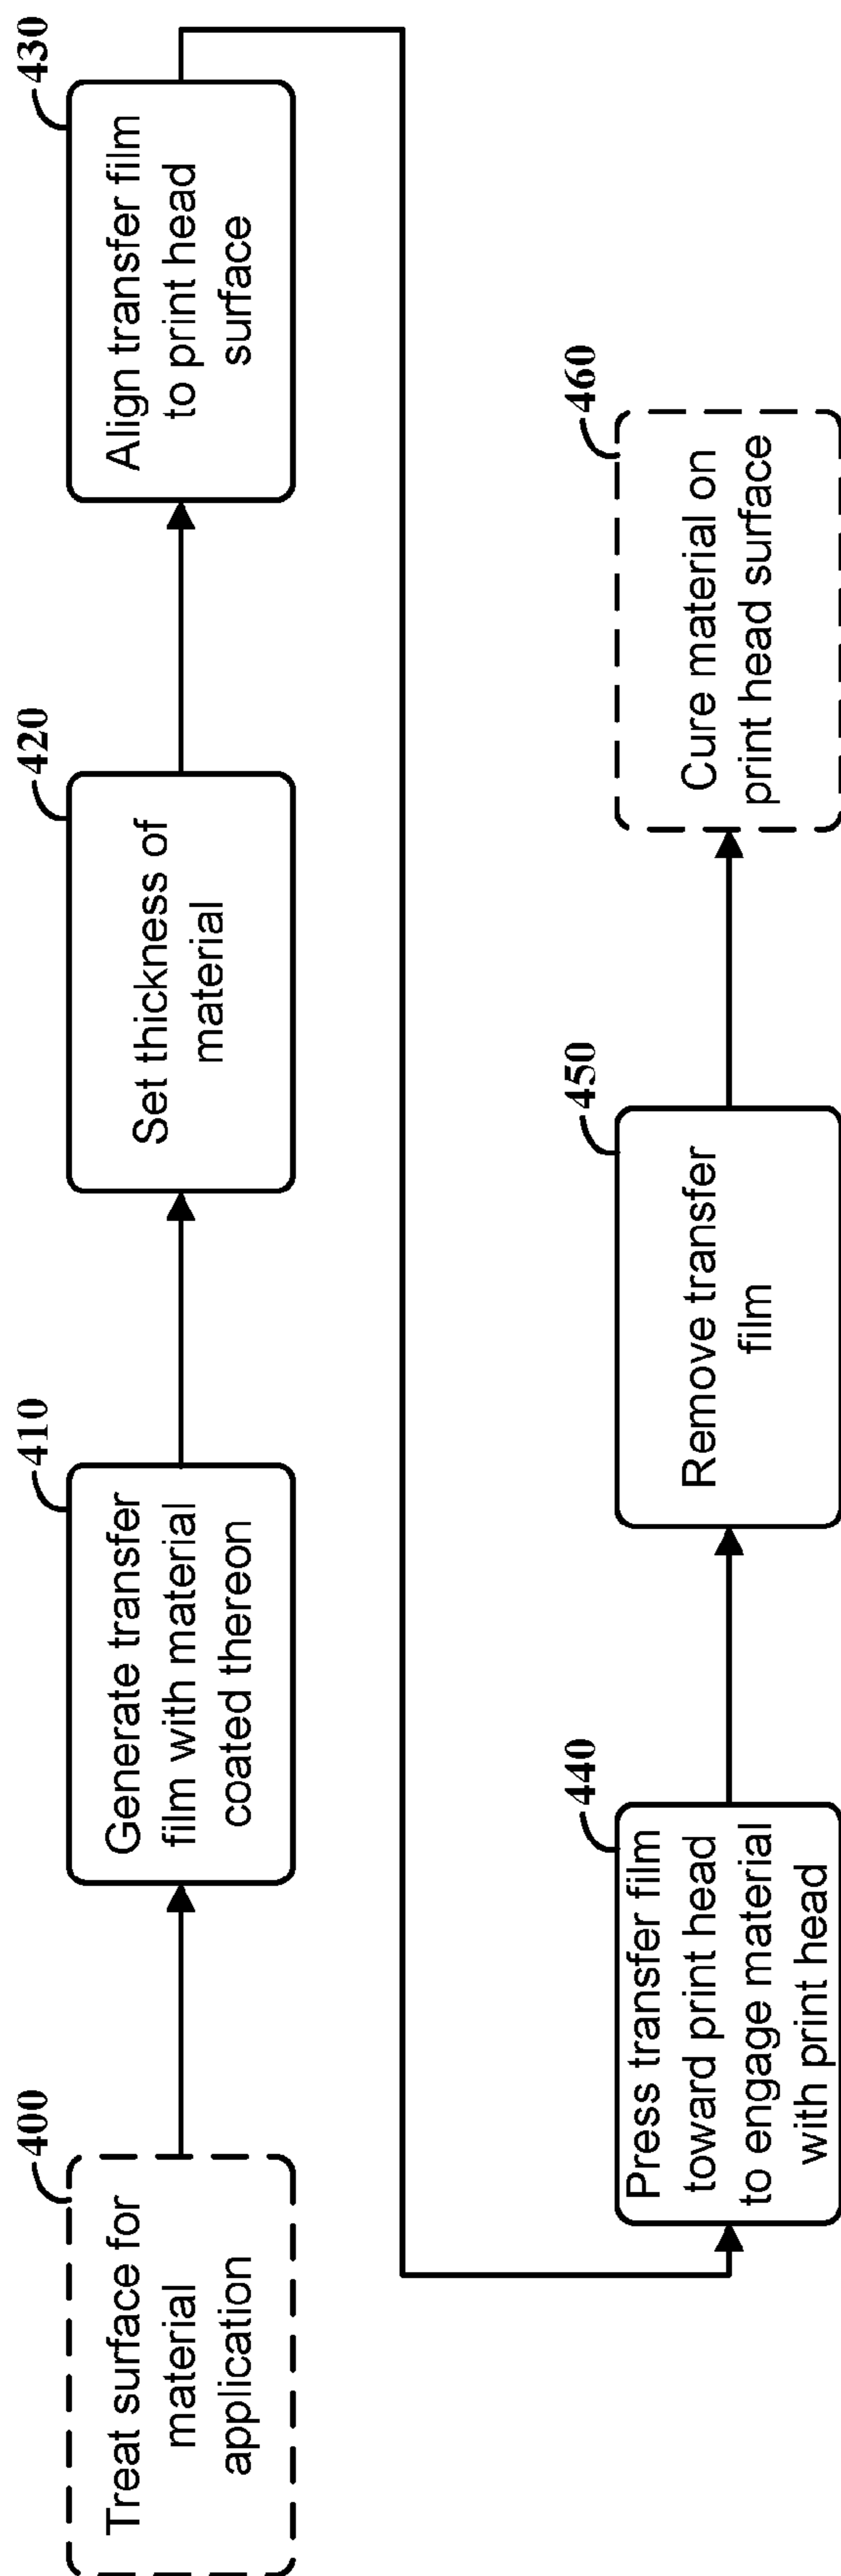 400
Treat surface for
material
application
410
Generate transfer
film with material
coated thereon
420
Set thickness of
material
430
Align transfer film
to print head
surface
440
Press transfer film
toward print head
to engage material
with print head
450
Remove transfer
film
460
Cure material on
print head surface